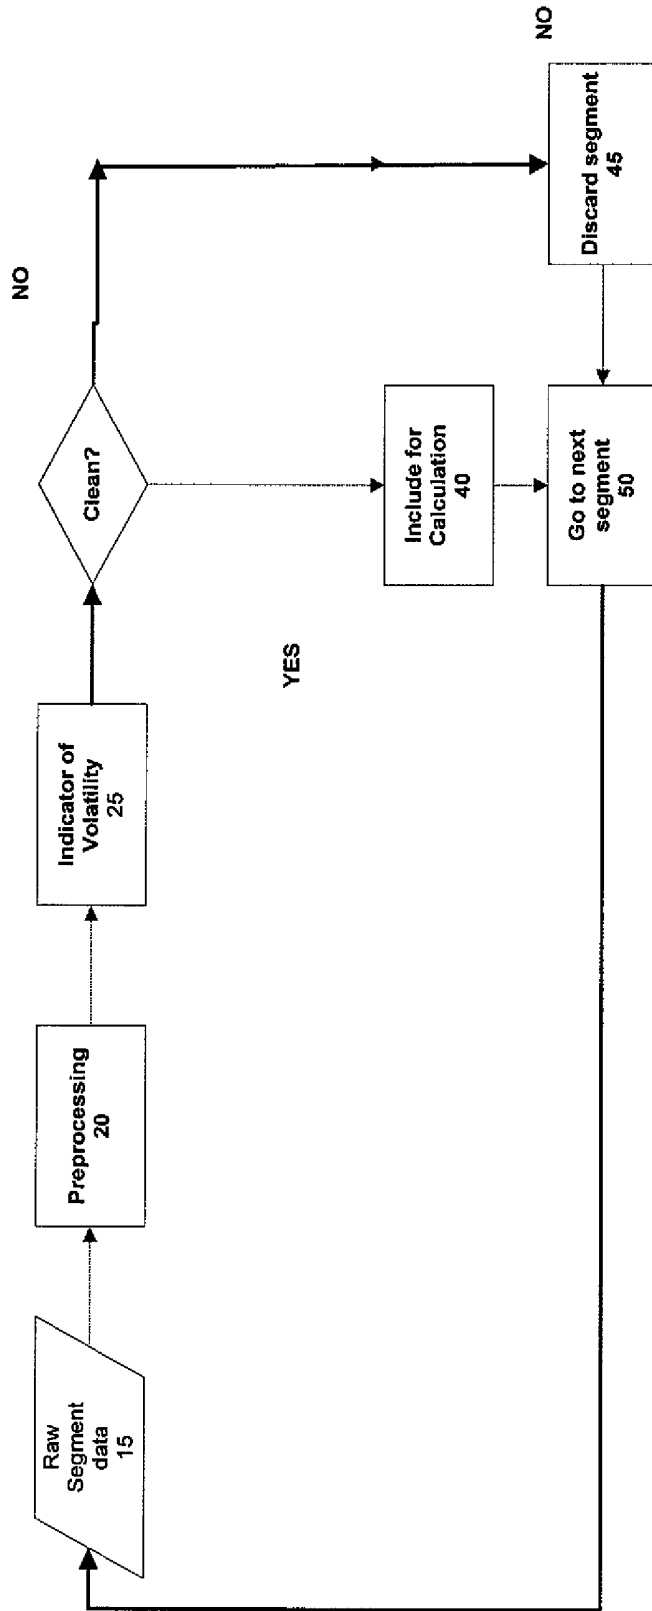 Raw
Segment
data
15
Preprocessing
20
Indicator of
Volatility
25
Clean?
NO
YES
Include for
Calculation
40
Discard segment
45
NO
Go to next
segment
50